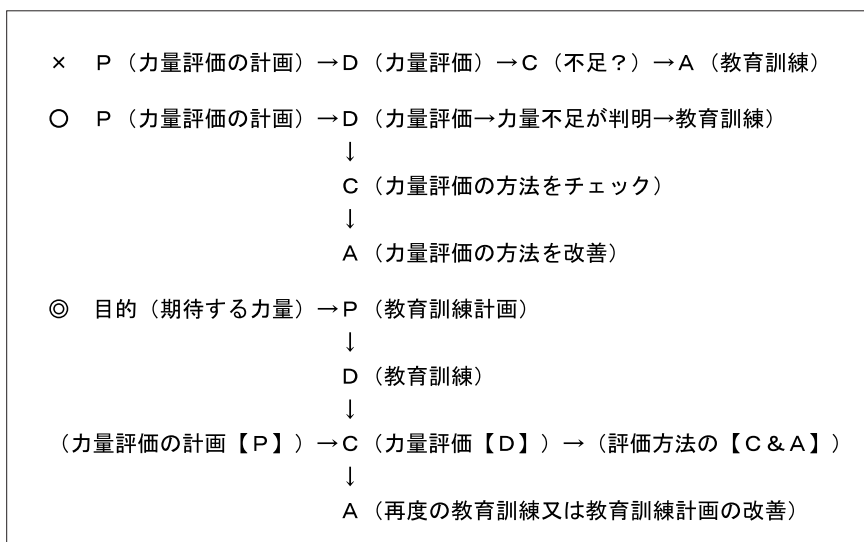 × Ｐ（力量評価の計画）→Ｄ（力量評価）→Ｃ（不足？）→Ａ（教育訓練）
○ Ｐ（力量評価の計画）→Ｄ（力量評価→力量不足が判明→教育訓練）
↓
Ｃ（力量評価の方法をチェック）
↓
Ａ（力量評価の方法を改善）
◎ 目的（期待する力量）→Ｐ（教育訓練計画）
↓
Ｄ（教育訓練）
↓
（力量評価の計画【Ｐ】）→Ｃ（力量評価【Ｄ】）→（評価方法の【Ｃ＆Ａ】）
↓
Ａ（再度の教育訓練又は教育訓練計画の改善）